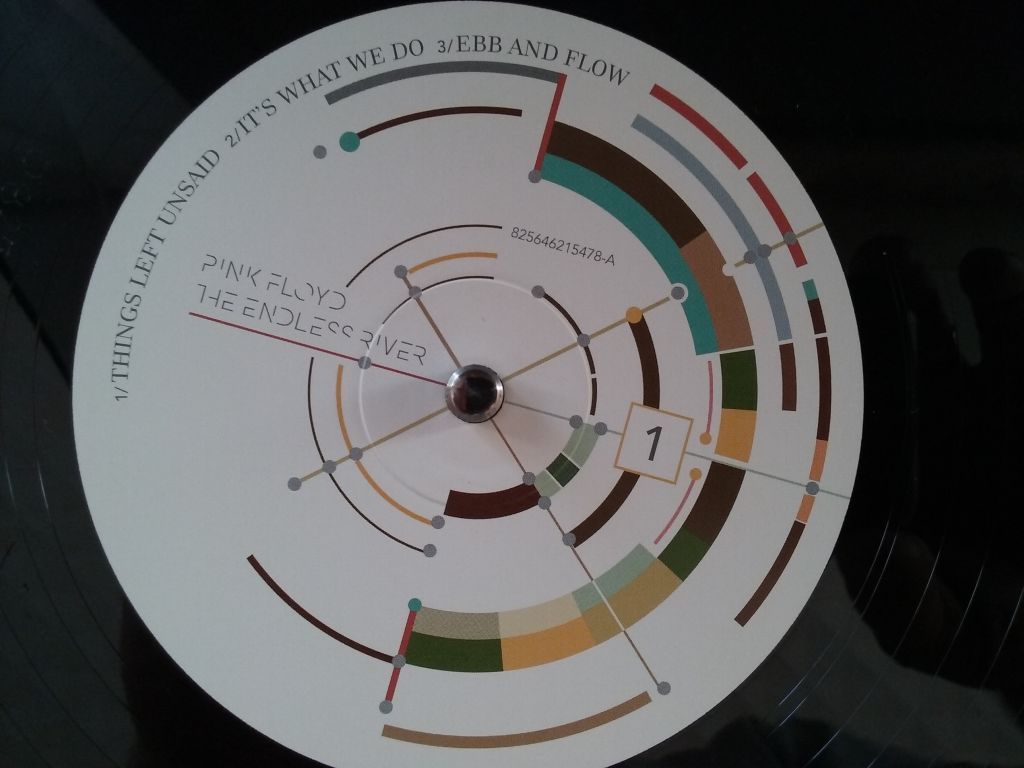 1/THINGS LEFT UNSAID 2/IT'S WHAT WE DO 3/EBB AND FLOW
825646215478-A
PINK FLOYD
THE ENDLESS RIVER
1